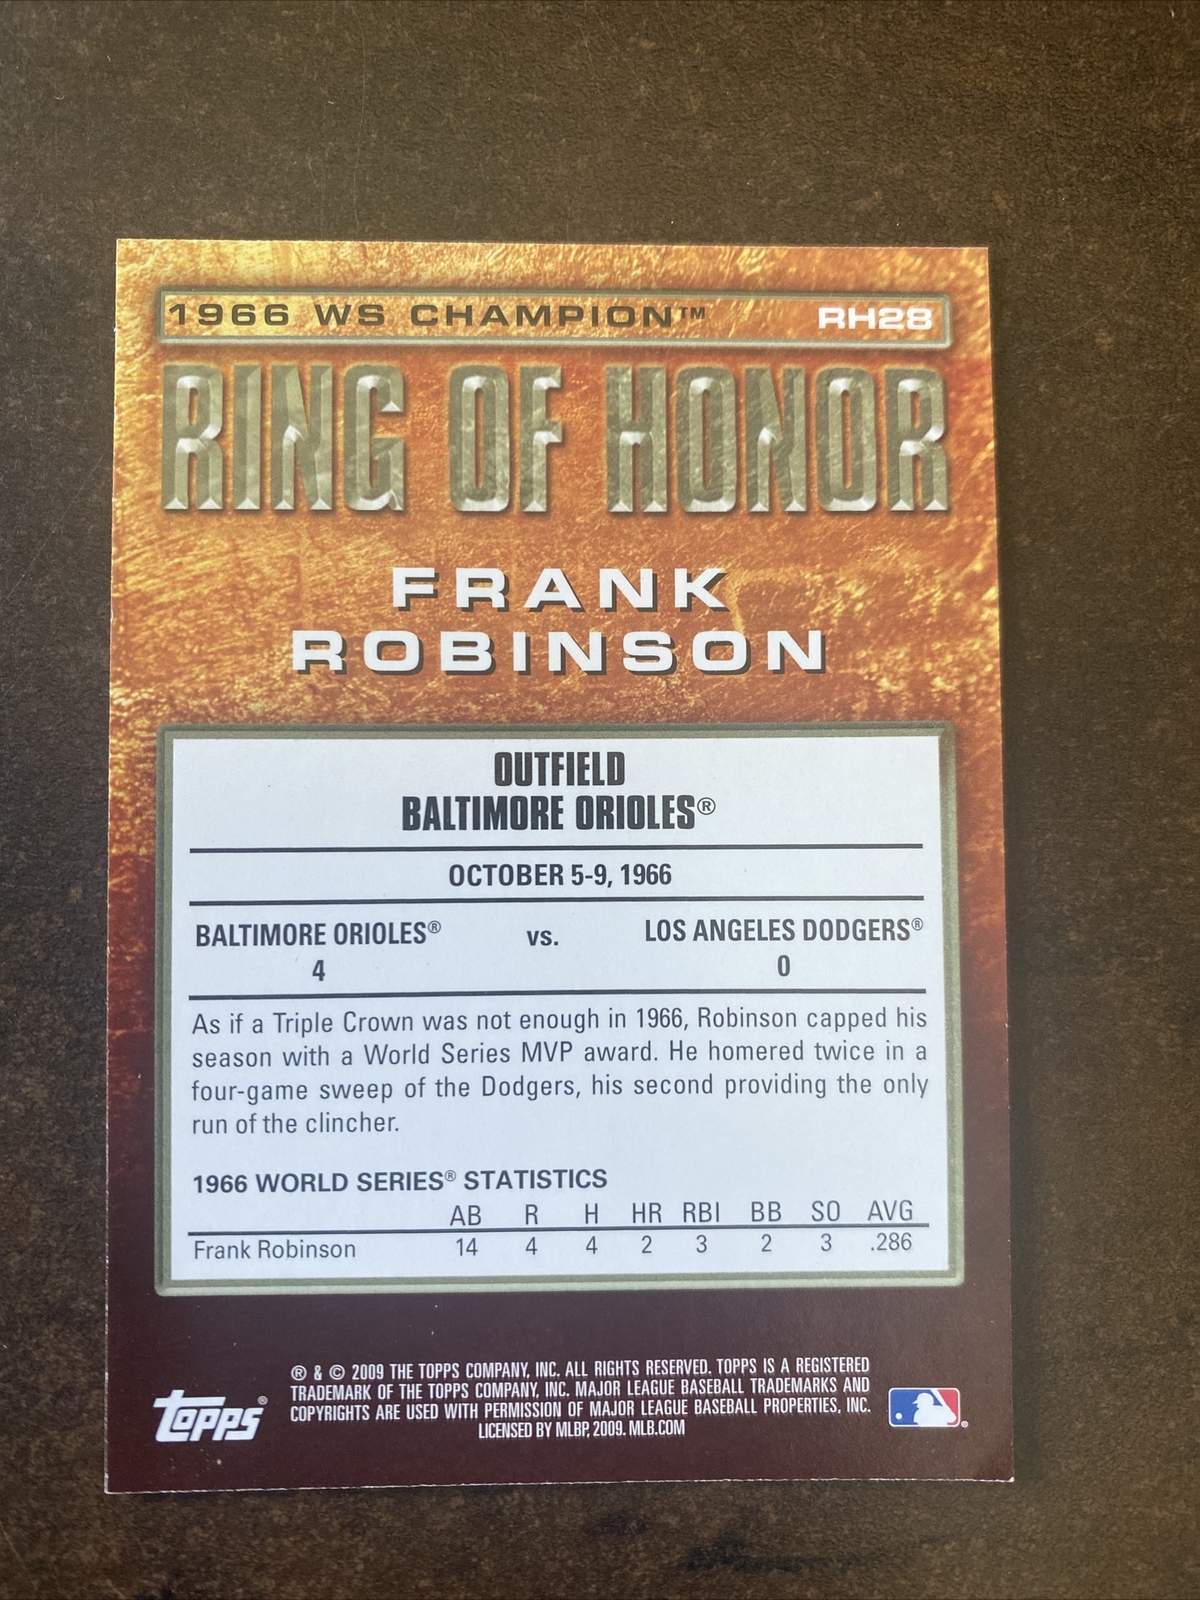 1966 WS CHAMPION™ RH28
RING OF HONOR
FRANK
ROBINSON
OUTFIELD
BALTIMORE ORIOLES®
OCTOBER 5-9, 1966
BALTIMORE ORIOLES® vs. LOS ANGELES DODGERS®
4 0
As if a Triple Crown was not enough in 1966, Robinson capped his
season with a World Series MVP award. He homered twice in a
four-game sweep of the Dodgers, his second providing the only
run of the clincher.
1966 WORLD SERIES® STATISTICS
AB R H HR RBI BB SO AVG
Frank Robinson 14 4 4 2 3 2 3 .286
® & © 2009 THE TOPPS COMPANY, INC. ALL RIGHTS RESERVED. TOPPS IS A REGISTERED
TRADEMARK OF THE TOPPS COMPANY, INC. MAJOR LEAGUE BASEBALL TRADEMARKS AND
COPYRIGHTS ARE USED WITH PERMISSION OF MAJOR LEAGUE BASEBALL PROPERTIES, INC.
LICENSED BY MLBP, 2009. MLB.COM
Topps®